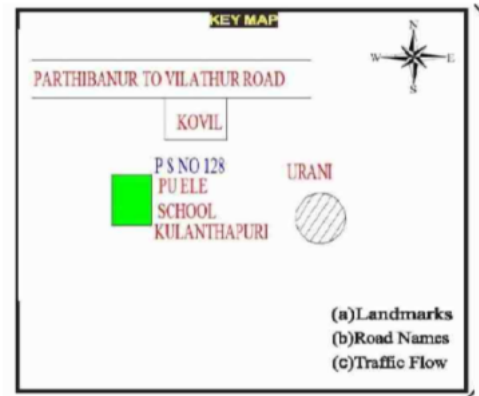 KEY MAP
N
W E
S
PARTHIBANUR TO VILATHUR ROAD
KOVIL
P S NO 128
PU ELE
SCHOOL
KULANTHAPURI
URANI
(a)Landmarks
(b)Road Names
(c)Traffic Flow